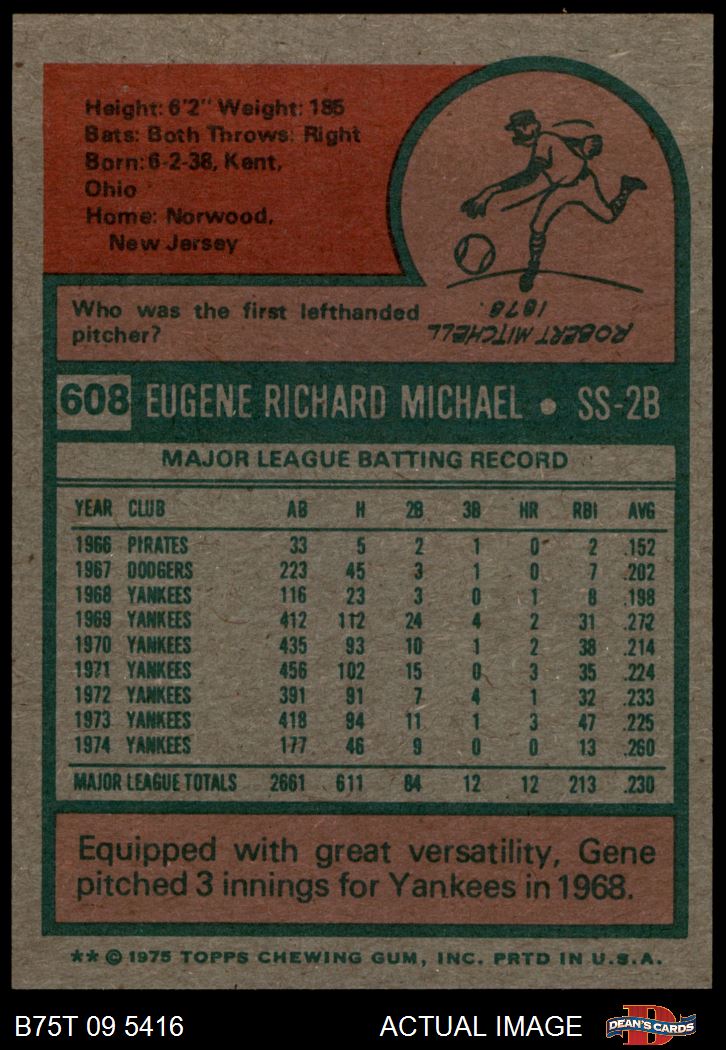 Height: 6'2" Weight: 185
Bats: Both Throws: Right
Born: 6-2-38, Kent,
Ohio
Home: Norwood,
New Jersey
Who was the first lefthanded
pitcher?
ROBERT MITCHELL
1878.
608 EUGENE RICHARD MICHAEL • SS-2B
MAJOR LEAGUE BATTING RECORD
YEAR CLUB AB H 2B 3B HR RBI AVG
1966 PIRATES 33 5 2 1 0 2 .152
1967 DODGERS 223 45 3 1 0 7 .202
1968 YANKEES 116 23 3 0 1 8 .198
1969 YANKEES 412 112 24 4 2 31 .272
1970 YANKEES 435 93 10 1 2 38 .214
1971 YANKEES 456 102 15 0 3 35 .224
1972 YANKEES 391 91 7 4 1 32 .233
1973 YANKEES 418 94 11 1 3 47 .225
1974 YANKEES 177 46 9 0 0 13 .260
MAJOR LEAGUE TOTALS 2661 611 84 12 12 213 .230
Equipped with great versatility, Gene
pitched 3 innings for Yankees in 1968.
** © 1975 TOPPS CHEWING GUM, INC. PRTD IN U.S.A.
B75T 09 5416 ACTUAL IMAGE D DEAN'S CARDS